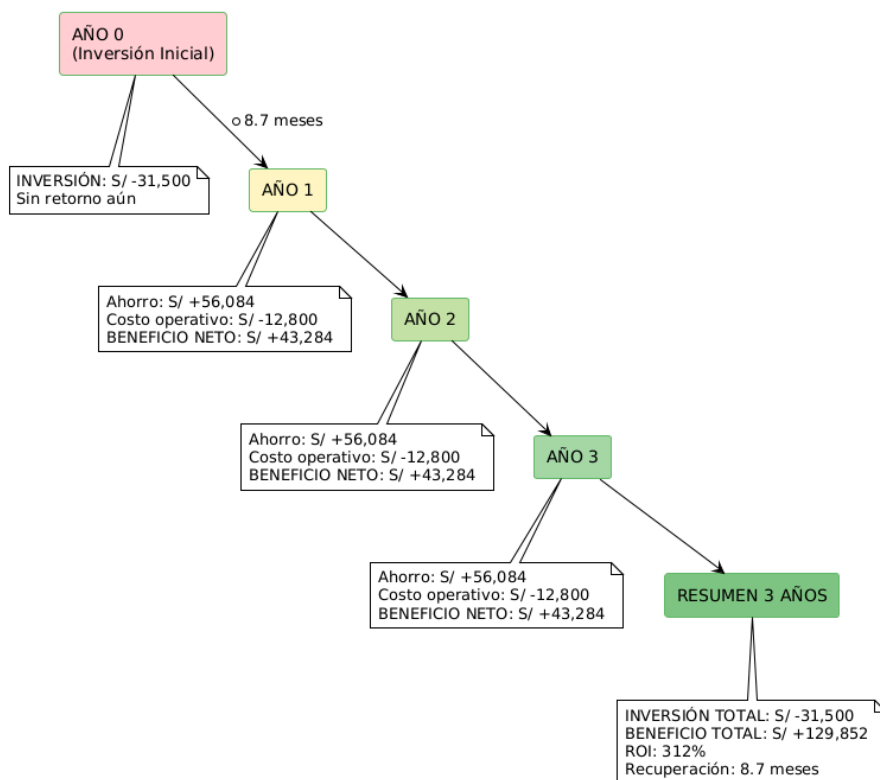 AÑO 0
(Inversión Inicial)
8.7 meses
INVERSIÓN: S/ -31,500
Sin retorno aún
AÑO 1
Ahorro: S/ +56,084
Costo operativo: S/ -12,800
BENEFICIO NETO: S/ +43,284
AÑO 2
Ahorro: S/ +56,084
Costo operativo: S/ -12,800
BENEFICIO NETO: S/ +43,284
AÑO 3
Ahorro: S/ +56,084
Costo operativo: S/ -12,800
BENEFICIO NETO: S/ +43,284
RESUMEN 3 AÑOS
INVERSIÓN TOTAL: S/ -31,500
BENEFICIO TOTAL: S/ +129,852
ROI: 312%
Recuperación: 8.7 meses